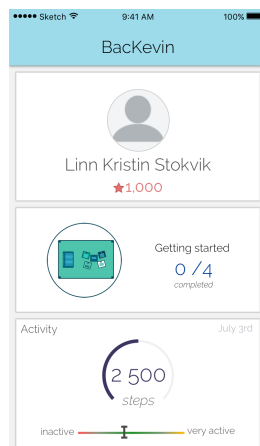 Sketch 9:41 AM 100%
BacKevin
Linn Kristin Stokvik
1,000
Getting started
0 /4
completed
Activity July 3rd
2 500
steps
inactive very active